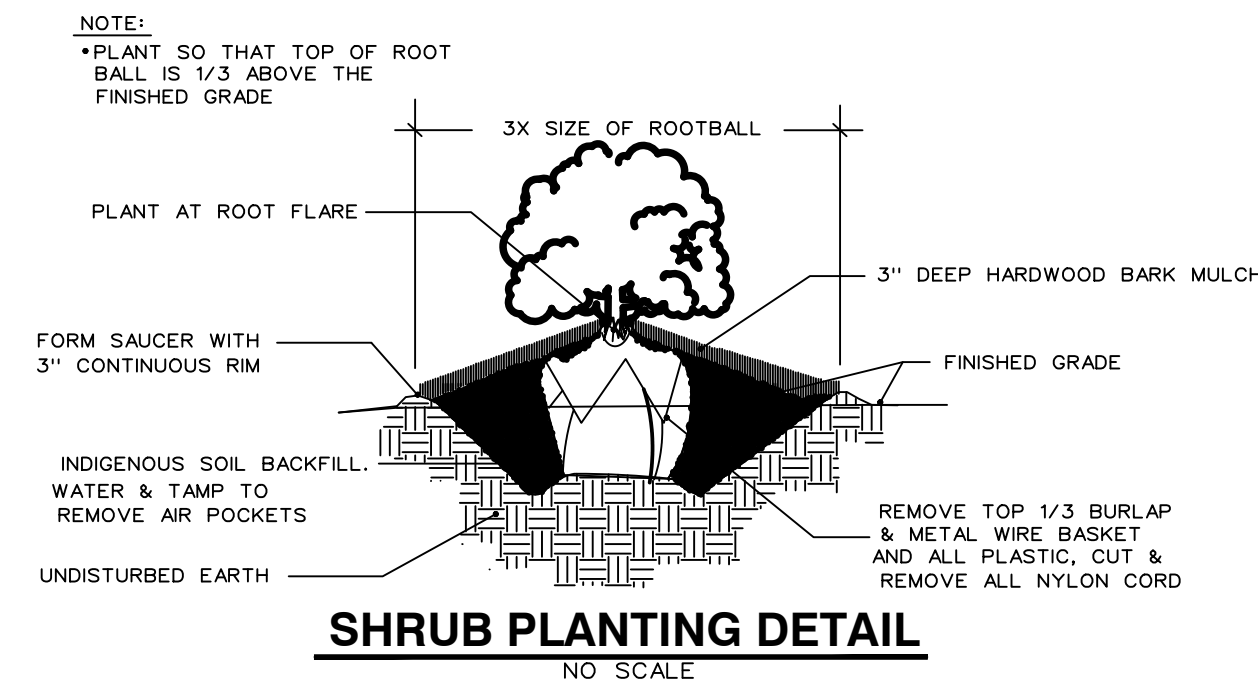 NOTE:
•PLANT SO THAT TOP OF ROOT
BALL IS 1/3 ABOVE THE
FINISHED GRADE
3X SIZE OF ROOTBALL
PLANT AT ROOT FLARE
3" DEEP HARDWOOD BARK MULCH
FORM SAUCER WITH
3" CONTINUOUS RIM
FINISHED GRADE
INDIGENOUS SOIL BACKFILL.
WATER & TAMP TO
REMOVE AIR POCKETS
REMOVE TOP 1/3 BURLAP
& METAL WIRE BASKET
AND ALL PLASTIC, CUT &
REMOVE ALL NYLON CORD
UNDISTURBED EARTH
SHRUB PLANTING DETAIL
NO SCALE